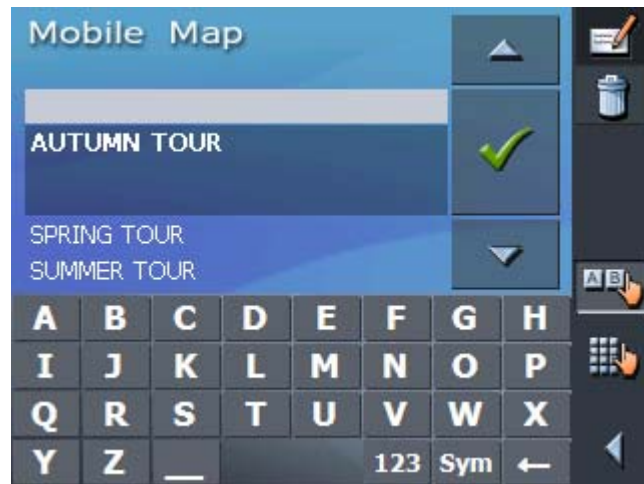 Mobile Map
AUTUMN TOUR
SPRING TOUR
SUMMER TOUR
A B
A B C D E F G H
I J K L M N O P
Q R S T U V W X
Y Z _ 123 Sym ←